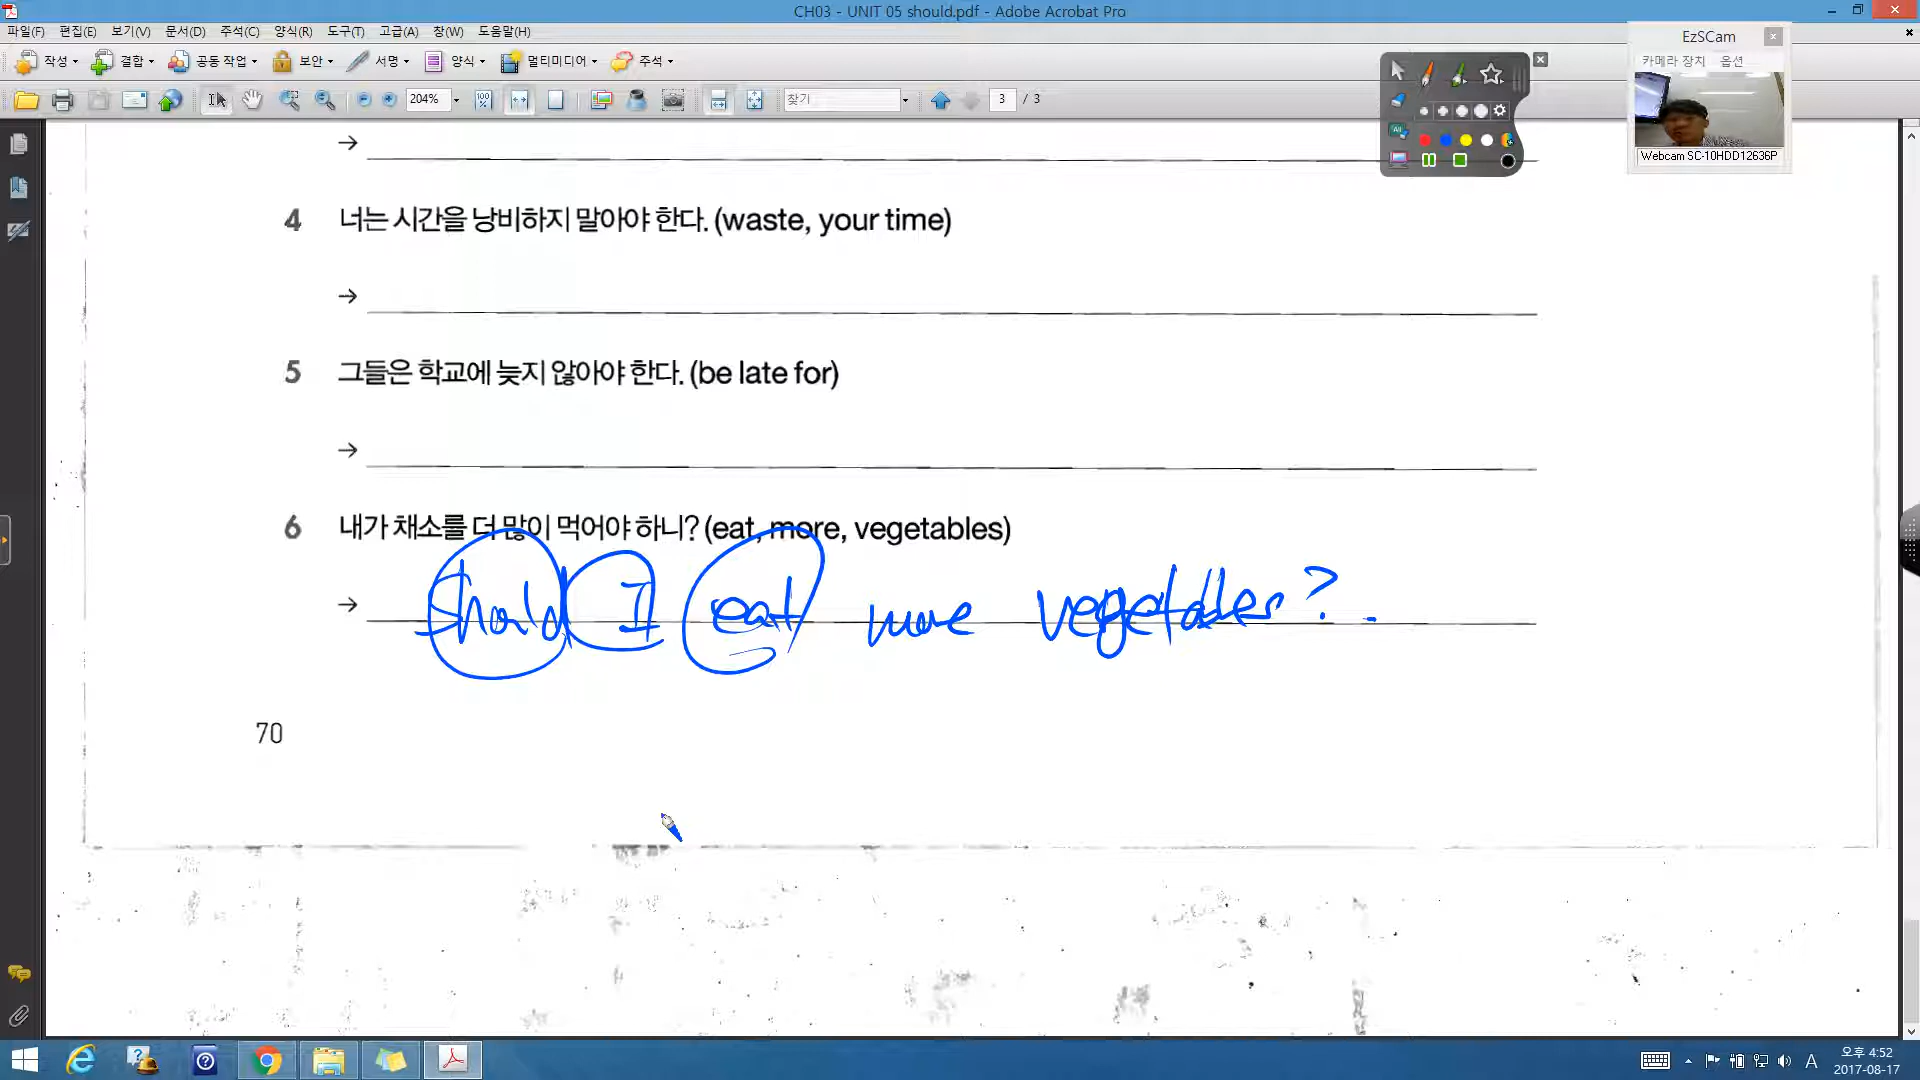 CH03 - UNIT 05 should.pdf - Adobe Acrobat Pro
파일(F) 편집(E) 보기(V) 문서(D) 주석(C) 양식(R) 도구(T) 고급(A) 창(W) 도움말(H)
작성 결합 공동 작업 보안 서명 양식 멀티미디어 주석
204% 찾기 3 / 3
EzSCam
카메라 장치 옵션
Webcam SC-10HDD12636P
→
4 너는 시간을 낭비하지 말아야 한다. (waste, your time)
→
5 그들은 학교에 늦지 않아야 한다. (be late for)
→
6 내가 채소를 더 많이 먹어야 하니? (eat, more, vegetables)
→ Should I eat more vegetables?
70
A 오후 4:52
2017-08-17